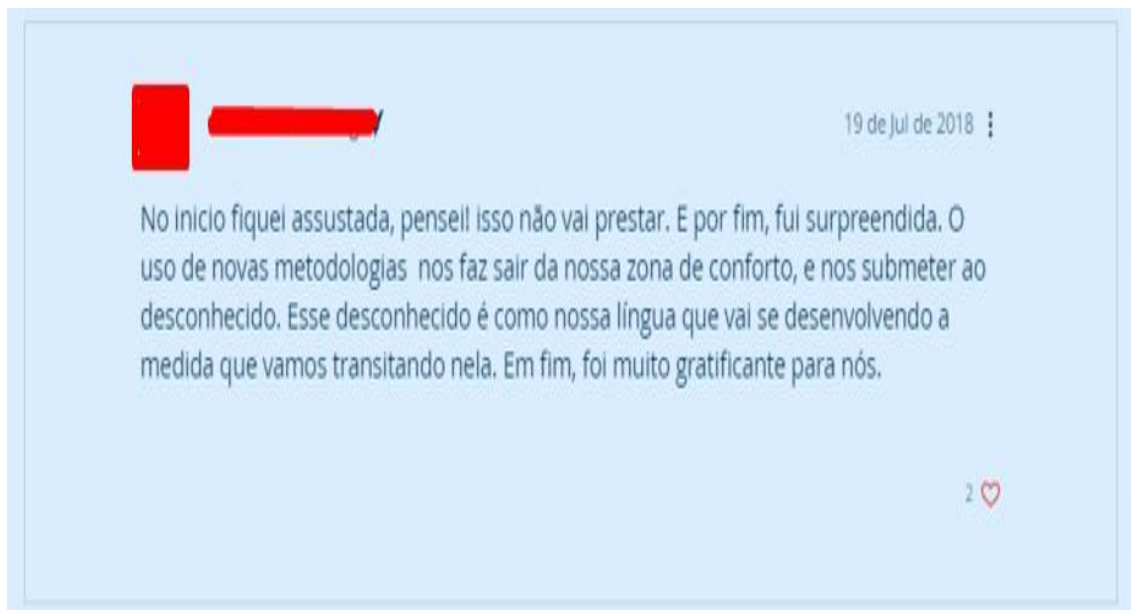 19 de Jul de 2018
No inicio fiquei assustada, pensei! isso não vai prestar. E por fim, fui surpreendida. O
uso de novas metodologias nos faz sair da nossa zona de conforto, e nos submeter ao
desconhecido. Esse desconhecido é como nossa língua que vai se desenvolvendo a
medida que vamos transitando nela. Em fim, foi muito gratificante para nós.
2